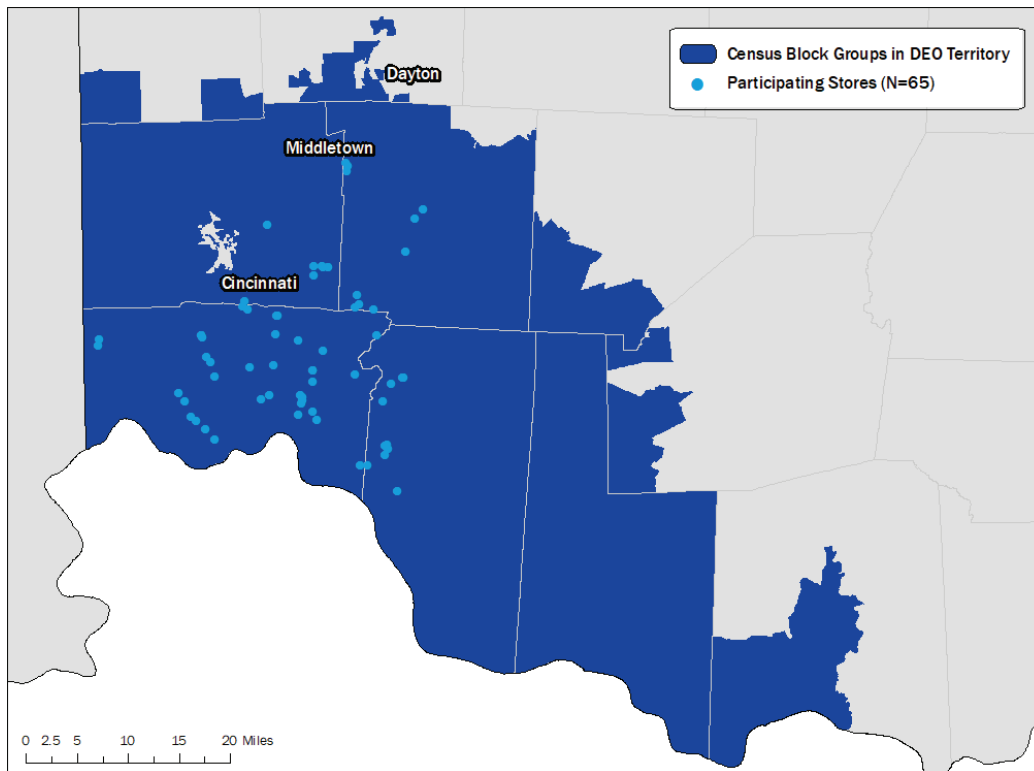 Census Block Groups in DEO Territory
Participating Stores (N=65)
Dayton
Middletown
Cincinnati
0 2.5 5 10 15 20 Miles